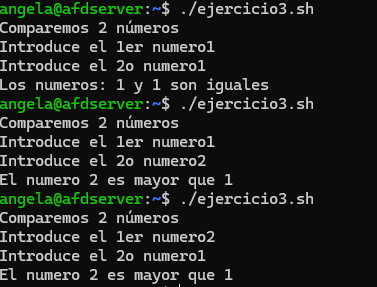 angela@afdserver:~$ ./ejercicio3.sh
Comparemos 2 números
Introduce el 1er numero1
Introduce el 2o numero1
Los numeros: 1 y 1 son iguales
angela@afdserver:~$ ./ejercicio3.sh
Comparemos 2 números
Introduce el 1er numero1
Introduce el 2o numero2
El numero 2 es mayor que 1
angela@afdserver:~$ ./ejercicio3.sh
Comparemos 2 números
Introduce el 1er numero2
Introduce el 2o numero1
El numero 2 es mayor que 1